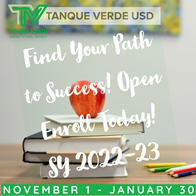 TANQUE VERDE USD
Find Your Path
to Success! Open
Enroll Today!
SY 2022-23
NOVEMBER 1 - JANUARY 30